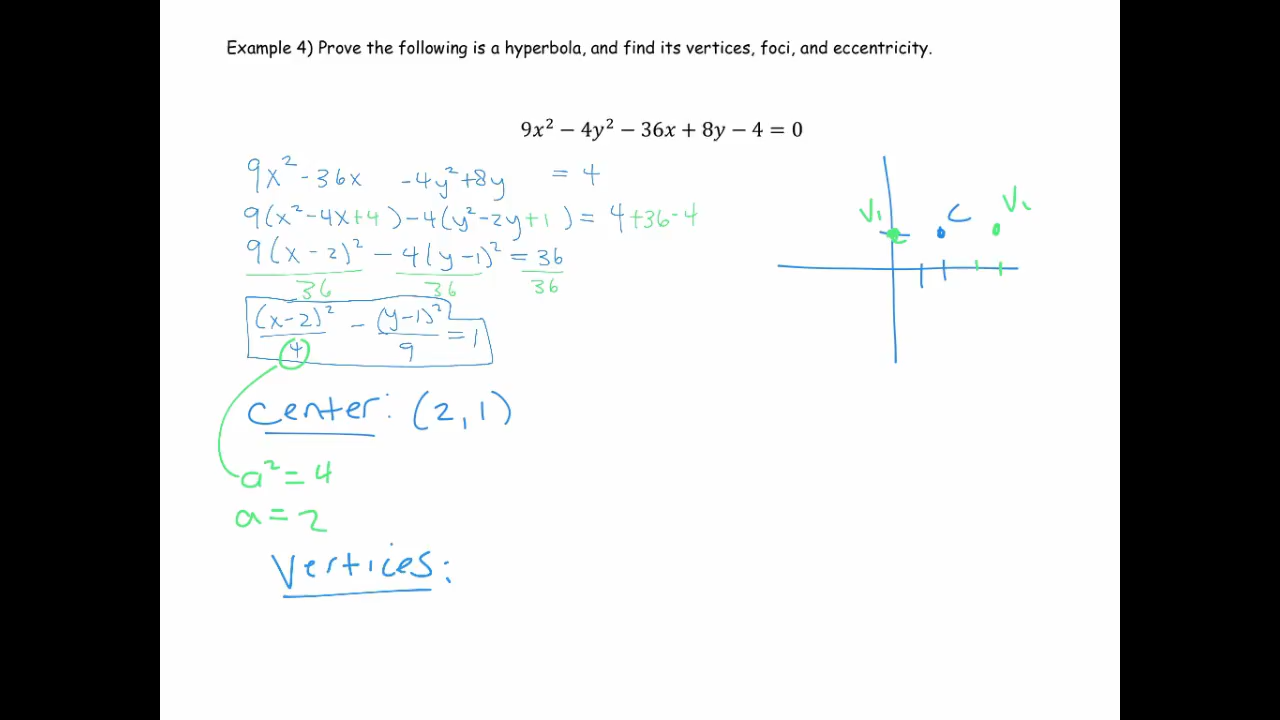 Example 4) Prove the following is a hyperbola, and find its vertices, foci, and eccentricity.
9x² − 4y² − 36x + 8y − 4 = 0
9x² - 36x -4y² +8y = 4
9(x² - 4x + 4) - 4(y² - 2y + 1) = 4 + 36 - 4
9(x - 2)² - 4(y - 1)² = 36
36 36 36
(x-2)² - (y-1)² = 1
4 9
Center: (2, 1)
a² = 4
a = 2
Vertices:
V₁ C V₂